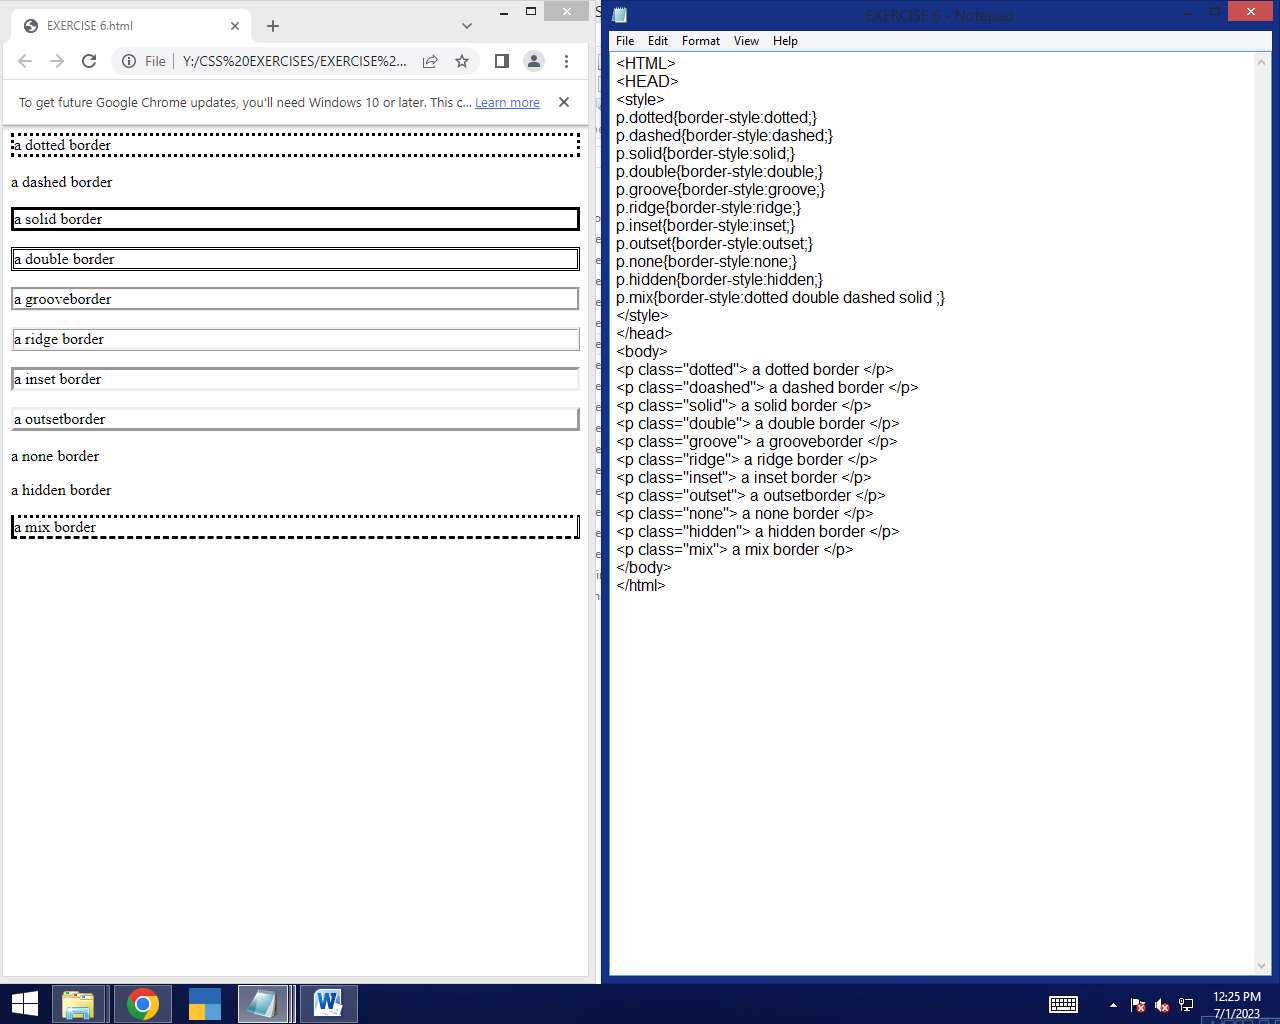 EXERCISE 6.html
File
Y:/CSS%20EXERCISES/EXERCISE%2...
To get future Google Chrome updates, you'll need Windows 10 or later. This c... Learn more
a dotted border
a dashed border
a solid border
a double border
a grooveborder
a ridge border
a inset border
a outsetborder
a none border
a hidden border
a mix border
EXERCISE 6 - Notepad
File Edit Format View Help
<HTML>
<HEAD>
<style>
p.dotted{border-style:dotted;}
p.dashed{border-style:dashed;}
p.solid{border-style:solid;}
p.double{border-style:double;}
p.groove{border-style:groove;}
p.ridge{border-style:ridge;}
p.inset{border-style:inset;}
p.outset{border-style:outset;}
p.none{border-style:none;}
p.hidden{border-style:hidden;}
p.mix{border-style:dotted double dashed solid ;}
</style>
</head>
<body>
<p class="dotted"> a dotted border </p>
<p class="doashed"> a dashed border </p>
<p class="solid"> a solid border </p>
<p class="double"> a double border </p>
<p class="groove"> a grooveborder </p>
<p class="ridge"> a ridge border </p>
<p class="inset"> a inset border </p>
<p class="outset"> a outsetborder </p>
<p class="none"> a none border </p>
<p class="hidden"> a hidden border </p>
<p class="mix"> a mix border </p>
</body>
</html>
12:25 PM
7/1/2023